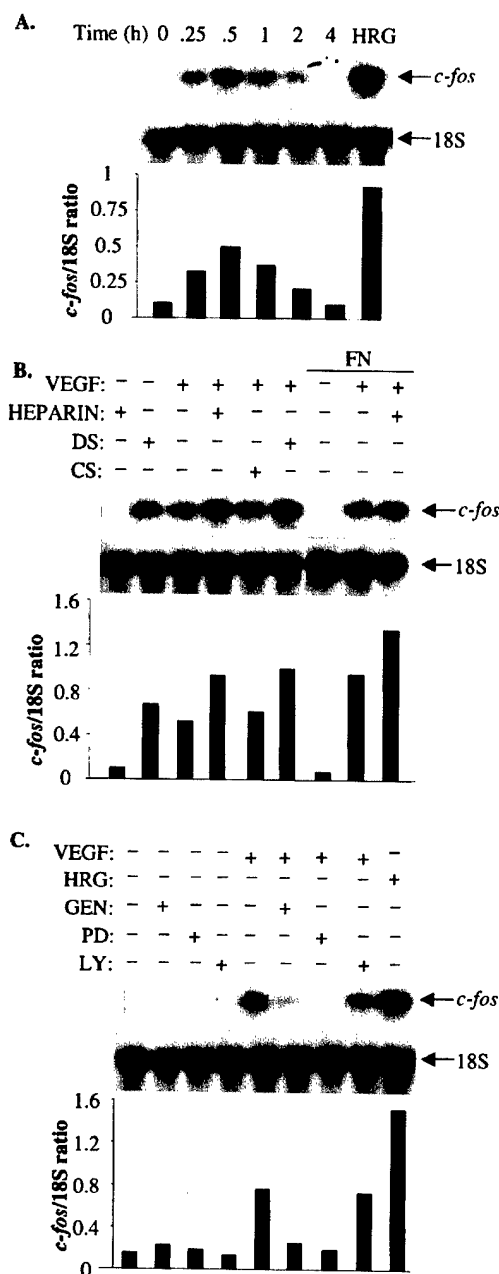 A.
Time (h) 0 .25 .5 1 2 4 HRG
c-fos
18S
1
0.75
0.5
0.25
0
c-fos/18S ratio
FN
B.
VEGF: – – + + + + – + +
HEPARIN: + – – + – – – – +
DS: – + – – – + – – –
CS: – – – – + – – – –
c-fos
18S
1.6
1.2
0.8
0.4
0
c-fos/18S ratio
C.
VEGF: – – – – + + + + –
HRG: – – – – – – – – +
GEN: – + – – – + – – –
PD: – – + – – – + – –
LY: – – – + – – – + –
c-fos
18S
1.6
1.2
0.8
0.4
0
c-fos/18S ratio